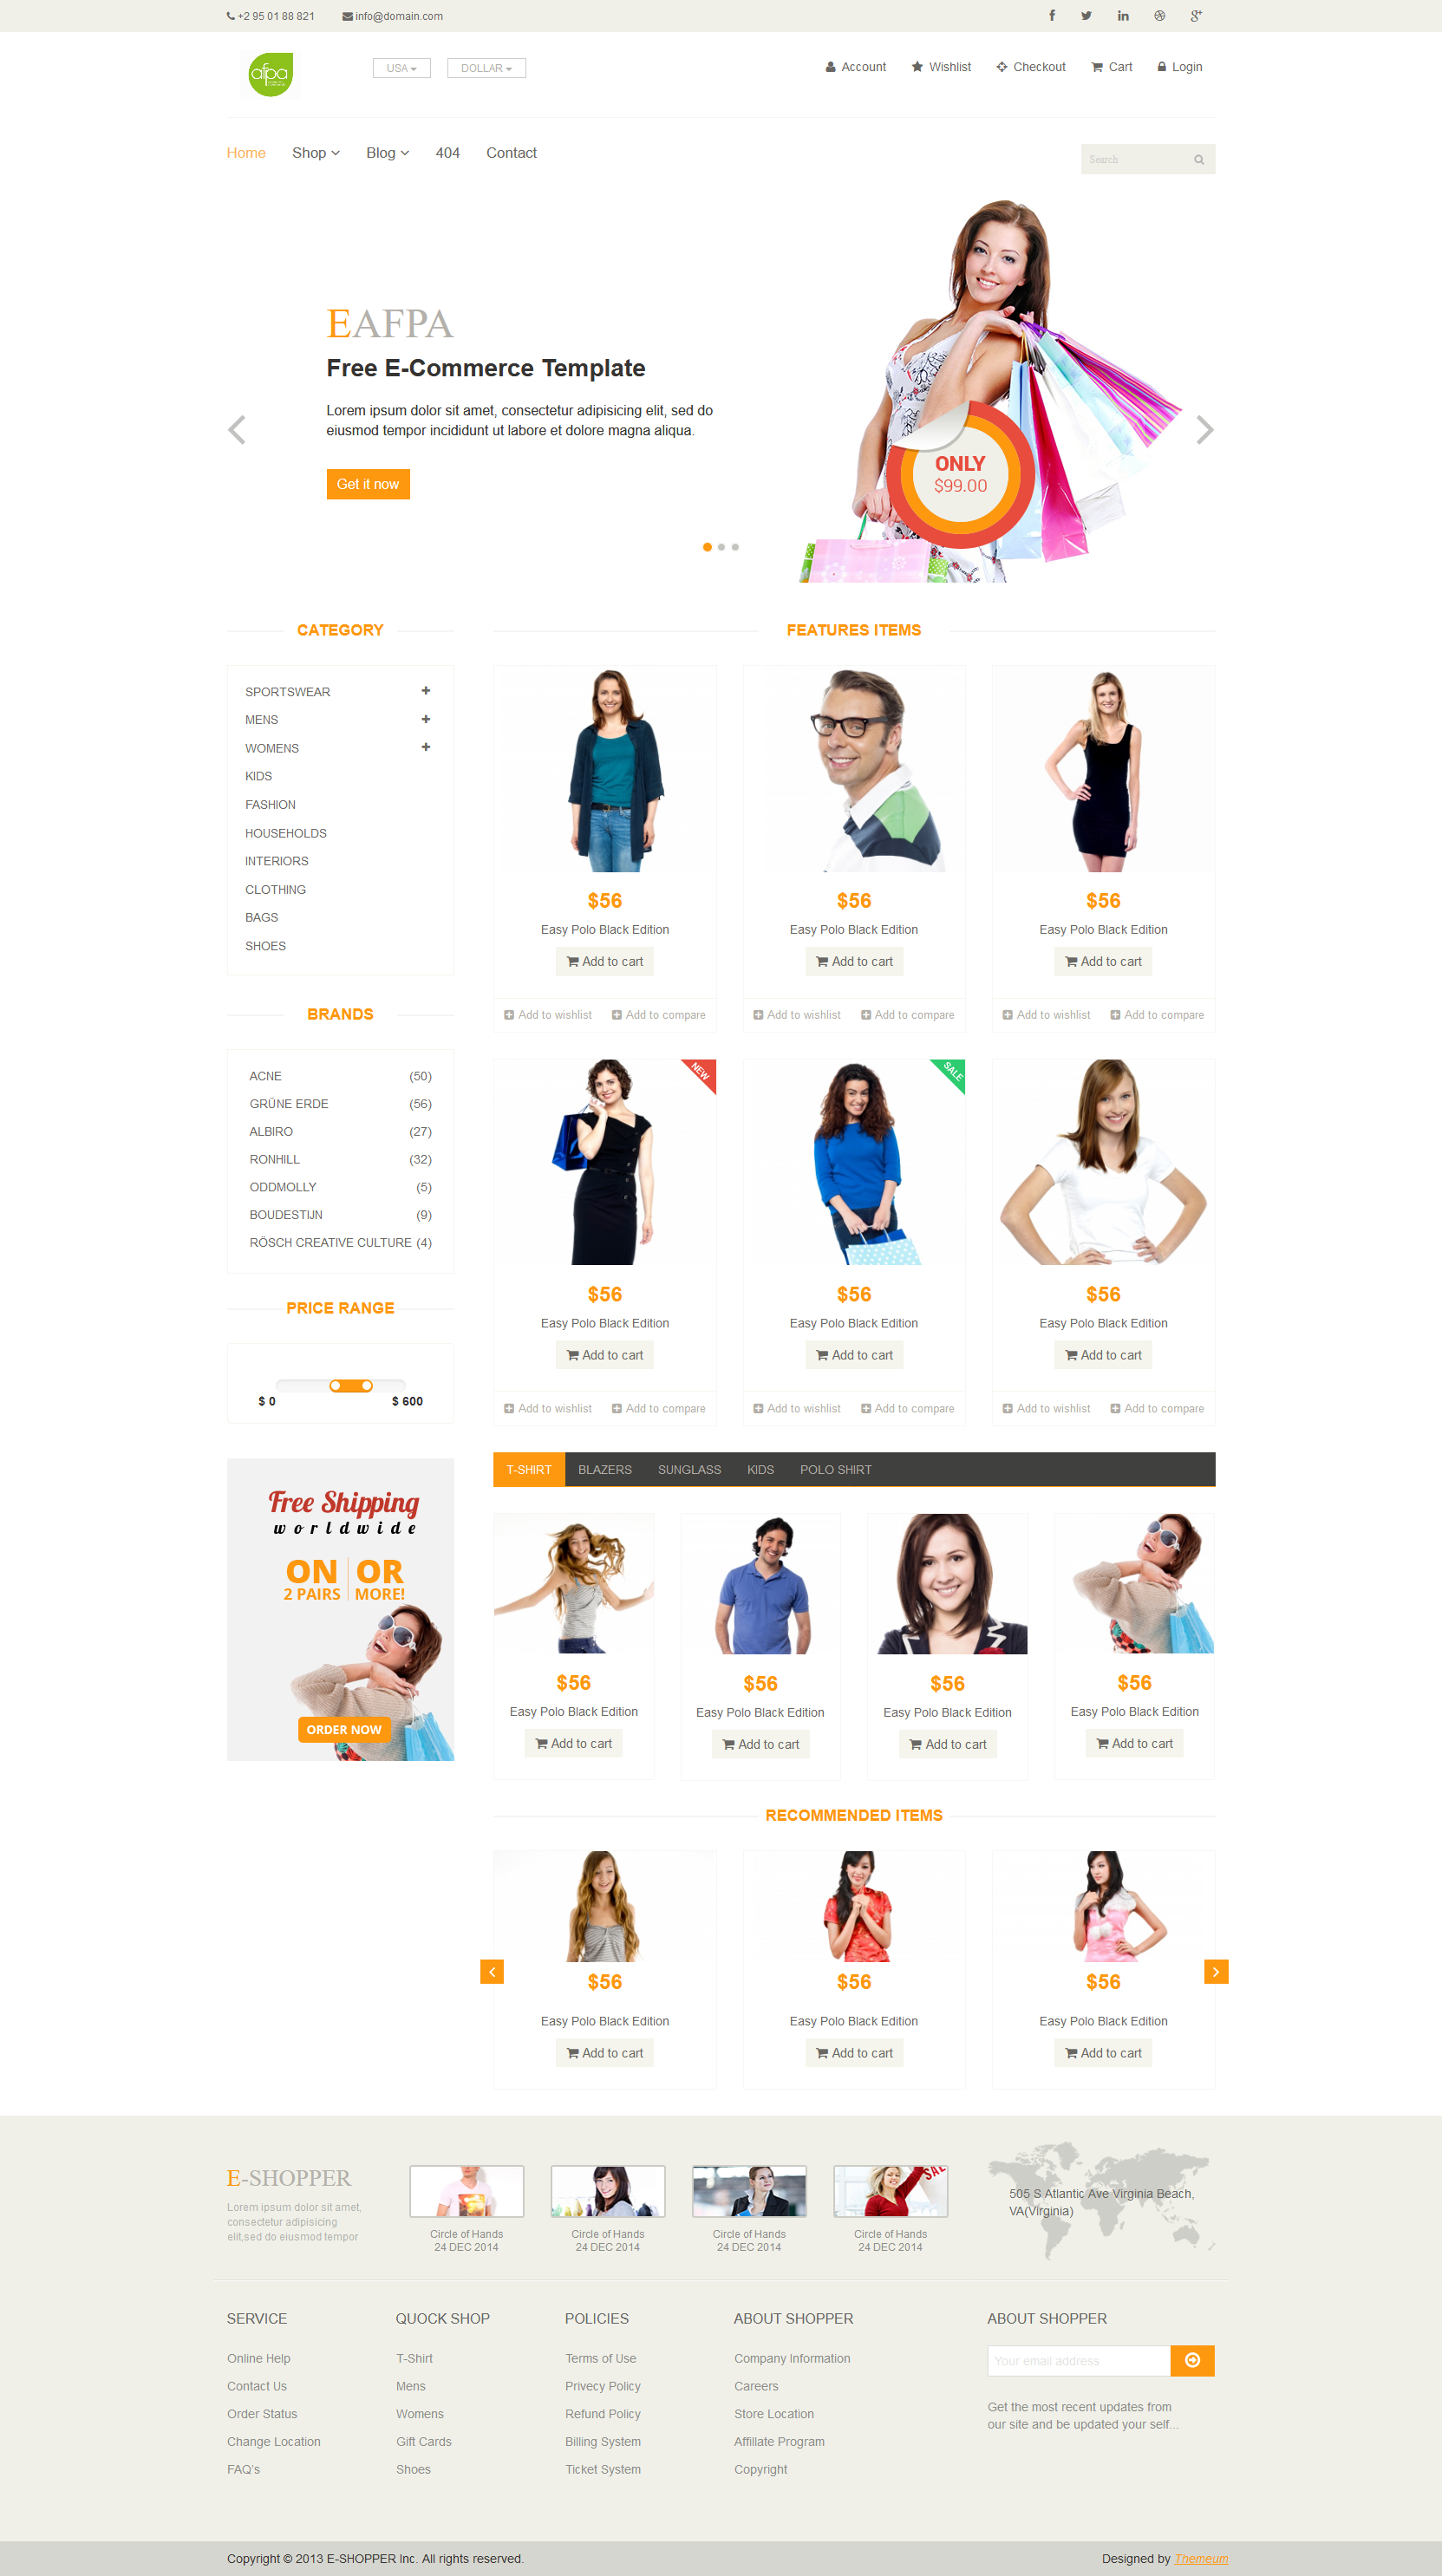 +2 95 01 88 821 info@domain.com
afpa
USA DOLLAR
Account Wishlist Checkout Cart Login
Home Shop Blog 404 Contact
Search
EAFPA
Free E-Commerce Template
Lorem ipsum dolor sit amet, consectetur adipisicing elit, sed do
eiusmod tempor incididunt ut labore et dolore magna aliqua.
Get it now
ONLY
$99.00
CATEGORY
SPORTSWEAR
MENS
WOMENS
KIDS
FASHION
HOUSEHOLDS
INTERIORS
CLOTHING
BAGS
SHOES
BRANDS
ACNE (50)
GRÜNE ERDE (56)
ALBIRO (27)
RONHILL (32)
ODDMOLLY (5)
BOUDESTIJN (9)
RÖSCH CREATIVE CULTURE (4)
PRICE RANGE
$ 0 $ 600
Free Shipping
worldwide
ON OR
2 PAIRS MORE!
ORDER NOW
FEATURES ITEMS
$56 $56 $56
Easy Polo Black Edition Easy Polo Black Edition Easy Polo Black Edition
Add to cart Add to cart Add to cart
Add to wishlist Add to compare Add to wishlist Add to compare Add to wishlist Add to compare
NEW SALE
$56 $56 $56
Easy Polo Black Edition Easy Polo Black Edition Easy Polo Black Edition
Add to cart Add to cart Add to cart
Add to wishlist Add to compare Add to wishlist Add to compare Add to wishlist Add to compare
T-SHIRT BLAZERS SUNGLASS KIDS POLO SHIRT
$56 $56 $56 $56
Easy Polo Black Edition Easy Polo Black Edition Easy Polo Black Edition Easy Polo Black Edition
Add to cart Add to cart Add to cart Add to cart
RECOMMENDED ITEMS
$56 $56 $56
Easy Polo Black Edition Easy Polo Black Edition Easy Polo Black Edition
Add to cart Add to cart Add to cart
E-SHOPPER
Lorem ipsum dolor sit amet,
consectetur adipisicing
elit,sed do eiusmod tempor
SALE
Circle of Hands Circle of Hands Circle of Hands Circle of Hands
24 DEC 2014 24 DEC 2014 24 DEC 2014 24 DEC 2014
505 S Atlantic Ave Virginia Beach,
VA(Virginia)
SERVICE
Online Help
Contact Us
Order Status
Change Location
FAQ's
QUOCK SHOP
T-Shirt
Mens
Womens
Gift Cards
Shoes
POLICIES
Terms of Use
Privecy Policy
Refund Policy
Billing System
Ticket System
ABOUT SHOPPER
Company Information
Careers
Store Location
Affillate Program
Copyright
ABOUT SHOPPER
Your email address
Get the most recent updates from
our site and be updated your self...
Copyright © 2013 E-SHOPPER Inc. All rights reserved. Designed by Themeum